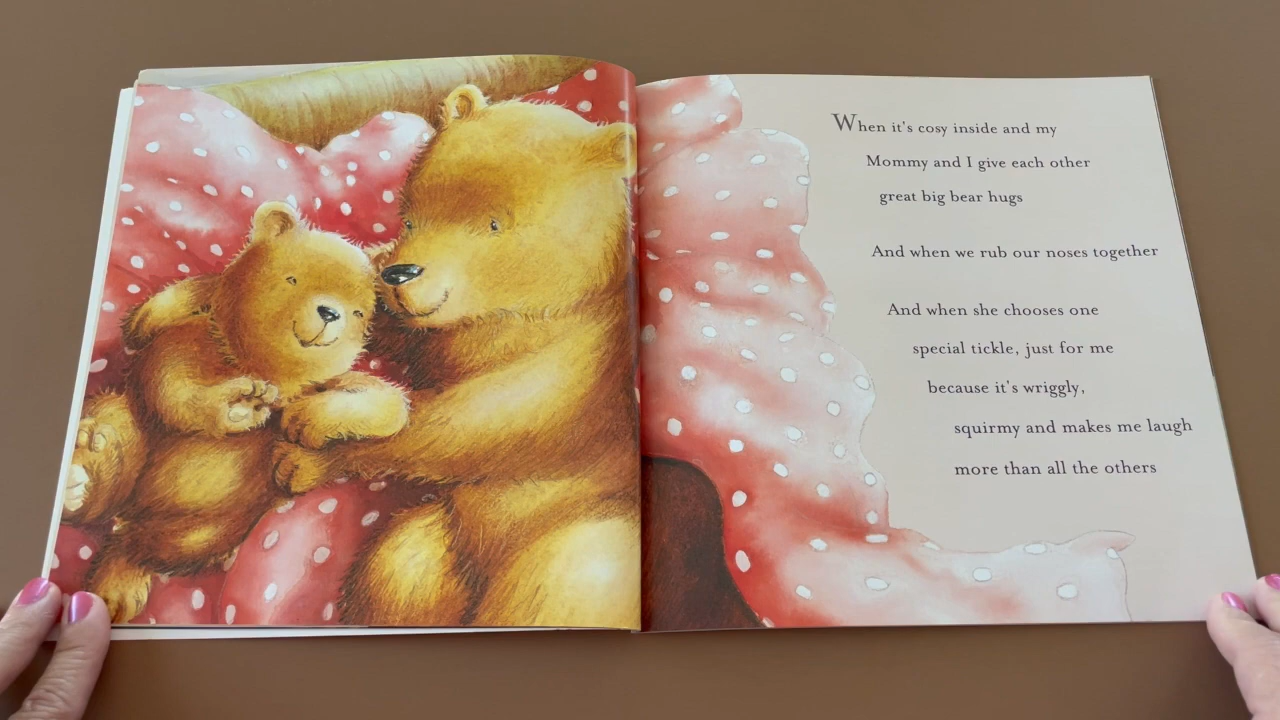 When it's cosy inside and my
Mommy and I give each other
great big bear hugs
And when we rub our noses together
And when she chooses one
special tickle, just for me
because it's wriggly,
squirmy and makes me laugh
more than all the others